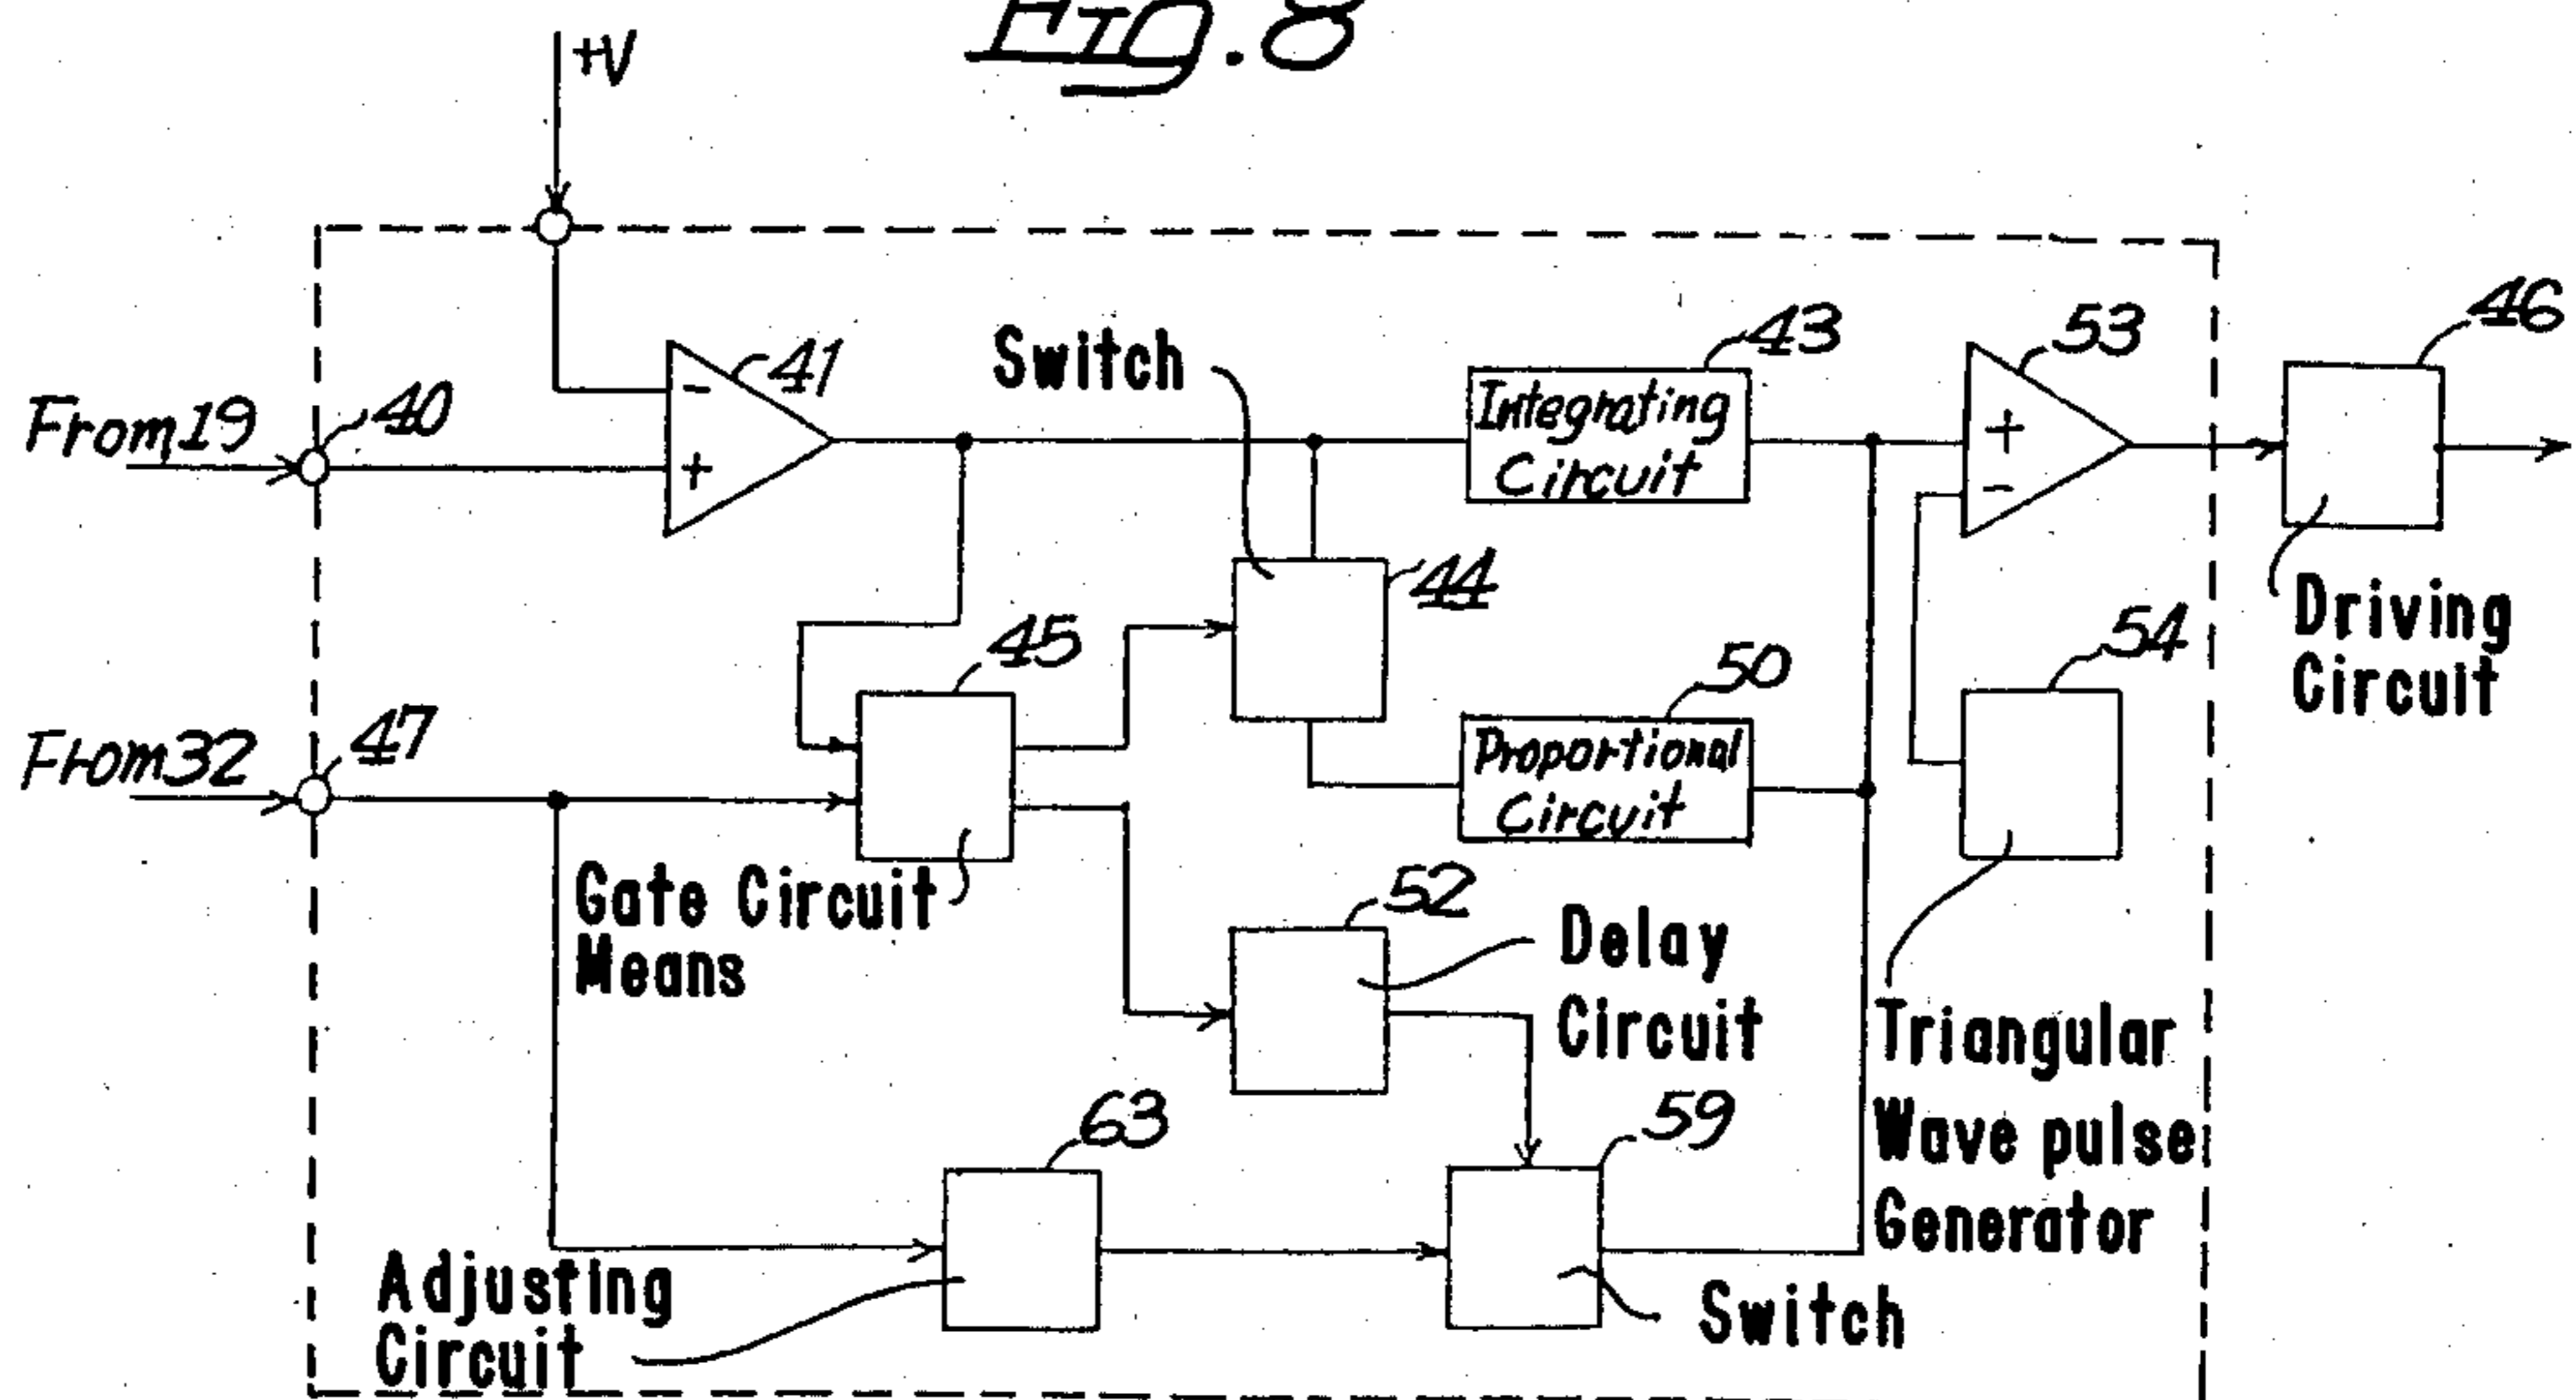 FIG. 8
+V
From 19
40
-
+
41
Switch
43
Integrating
Circuit
53
+
-
46
44
Driving
Circuit
From 32
47
45
50
Proportional
Circuit
54
Gate Circuit
Means
52
Delay
Circuit
Triangular
Wave pulse
Generator
63
59
Adjusting
Circuit
Switch